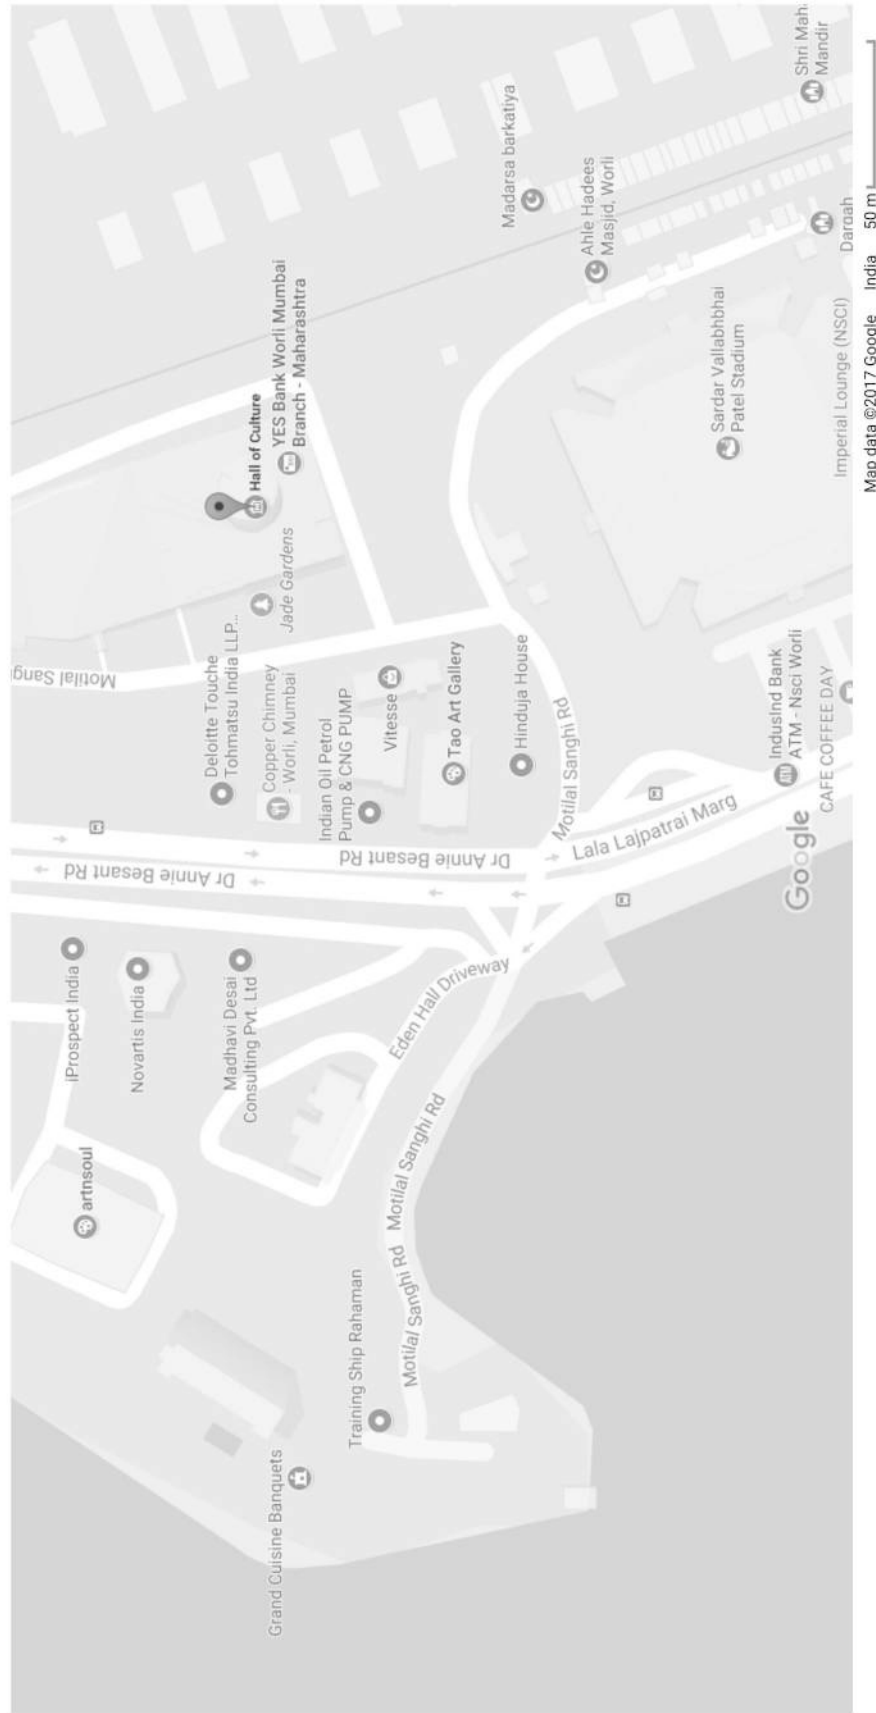 Motilal Sang
Deloitte Touche
Tohmatsu India LLP...
Copper Chimney
- Worli, Mumbai
Jade Gardens
Hall of Culture
YES Bank Worli Mumbai
Branch - Maharashtra
Madarsa barkatiya
Ahle Hadees
Masjid, Worli
Shri Mah
Mandir
Dargah
Sardar Vallabhbhai
Patel Stadium
Imperial Lounge (NSCI)
Indian Oil Petrol
Pump & CNG PUMP
Vitesse
Tao Art Gallery
Hinduja House
Motilal Sanghi Rd
IndusInd Bank
ATM - Nsci Worli
CAFE COFFEE DAY
Dr Annie Besant Rd
Dr Annie Besant Rd
Lala Lajpatrai Marg
iProspect India
Novartis India
Madhavi Desai
Consulting Pvt. Ltd
Eden Hall Driveway
artnsoul
Motilal Sanghi Rd
Motilal Sanghi Rd
Training Ship Rahaman
Grand Cuisine Banquets
Google
Map data ©2017 Google India 50 m